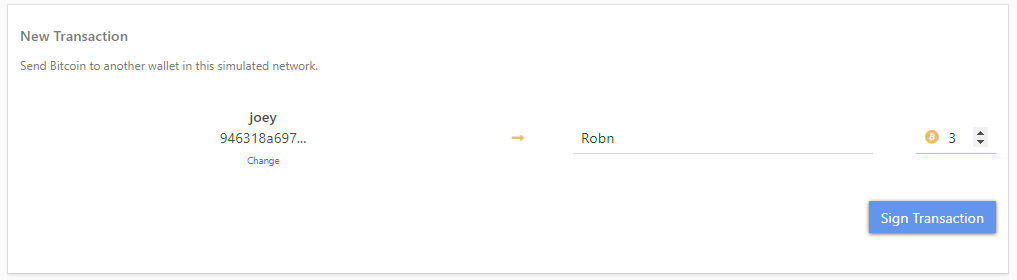 New Transaction
Send Bitcoin to another wallet in this simulated network.
joey
946318a697...
Change
Robn
3
Sign Transaction